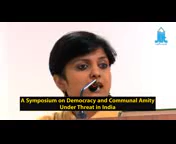 A Symposium on Democracy and Communal Amity
Under Threat in India